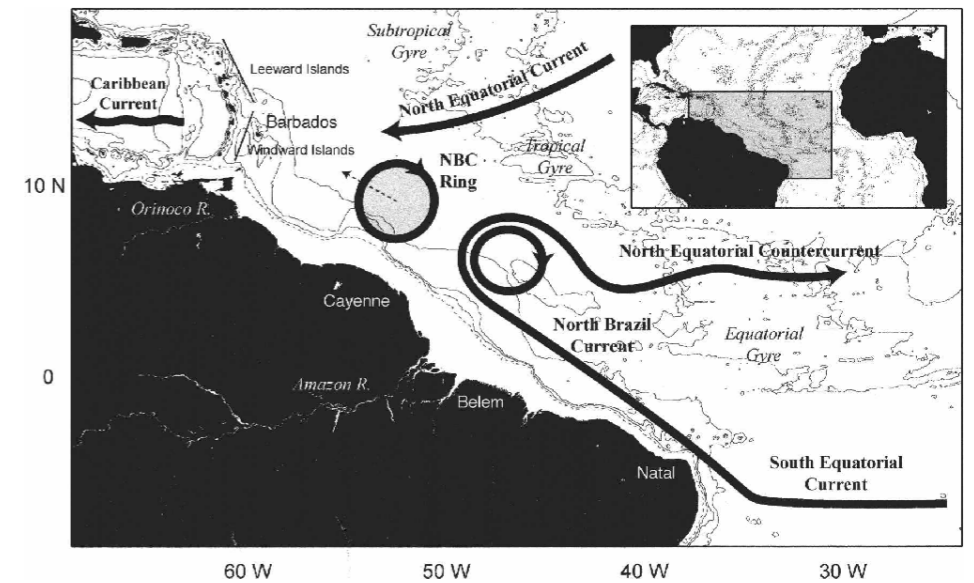 Subtropical
Gyre
Leeward Islands
Caribbean
Current
North Equatorial Current
Barbados
Windward Islands
NBC
Ring
Tropical
Gyre
10 N
Orinoco R.
North Equatorial Countercurrent
Cayenne
North Brazil
Current
Equatorial
Gyre
0
Amazon R.
Belem
Natal
South Equatorial
Current
60 W
50 W
40 W
30 W